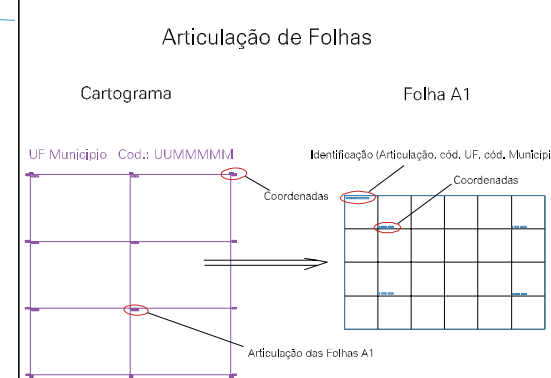 Articulação de Folhas
Cartograma
Folha A1
UF Município Cod.: UUMMMMM
Identificação (Articulação, cód. UF, cód. Municípi
Coordenadas
Coordenadas
Articulação das Folhas A1